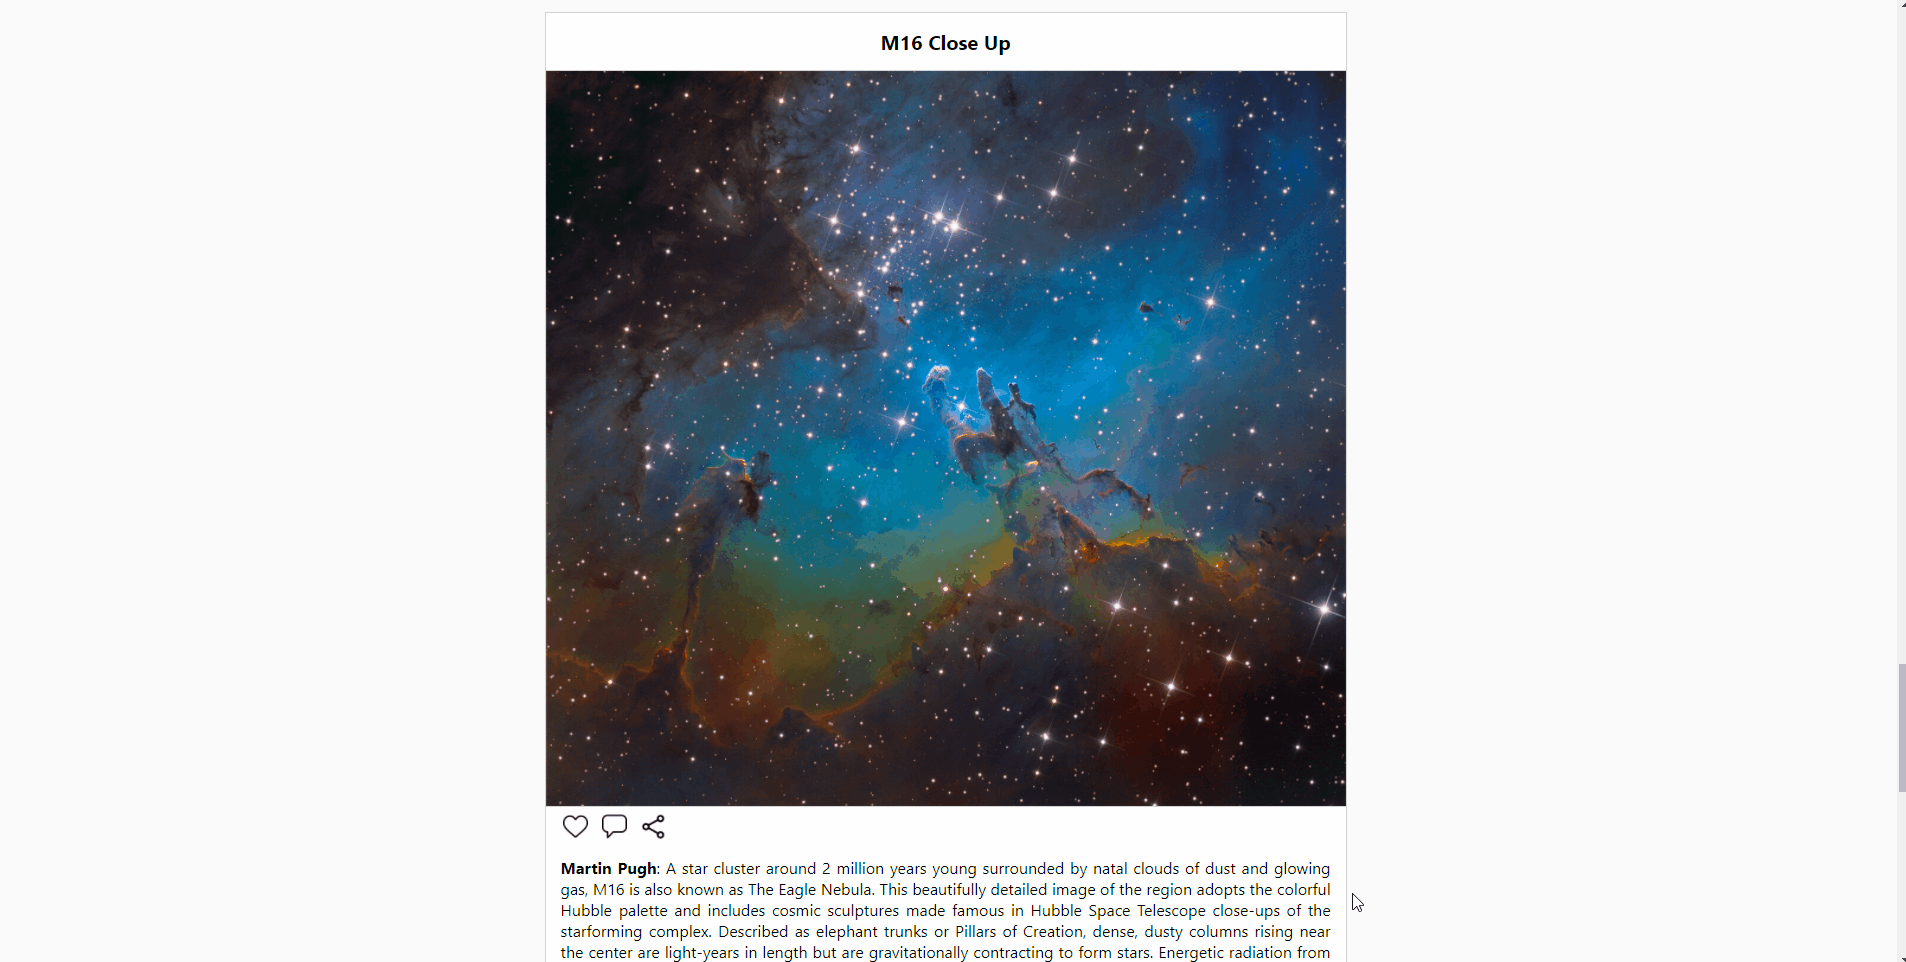 M16 Close Up
Martin Pugh: A star cluster around 2 million years young surrounded by natal clouds of dust and glowing
gas, M16 is also known as The Eagle Nebula. This beautifully detailed image of the region adopts the colorful
Hubble palette and includes cosmic sculptures made famous in Hubble Space Telescope close-ups of the
starforming complex. Described as elephant trunks or Pillars of Creation, dense, dusty columns rising near
the center are light-years in length but are gravitationally contracting to form stars. Energetic radiation from